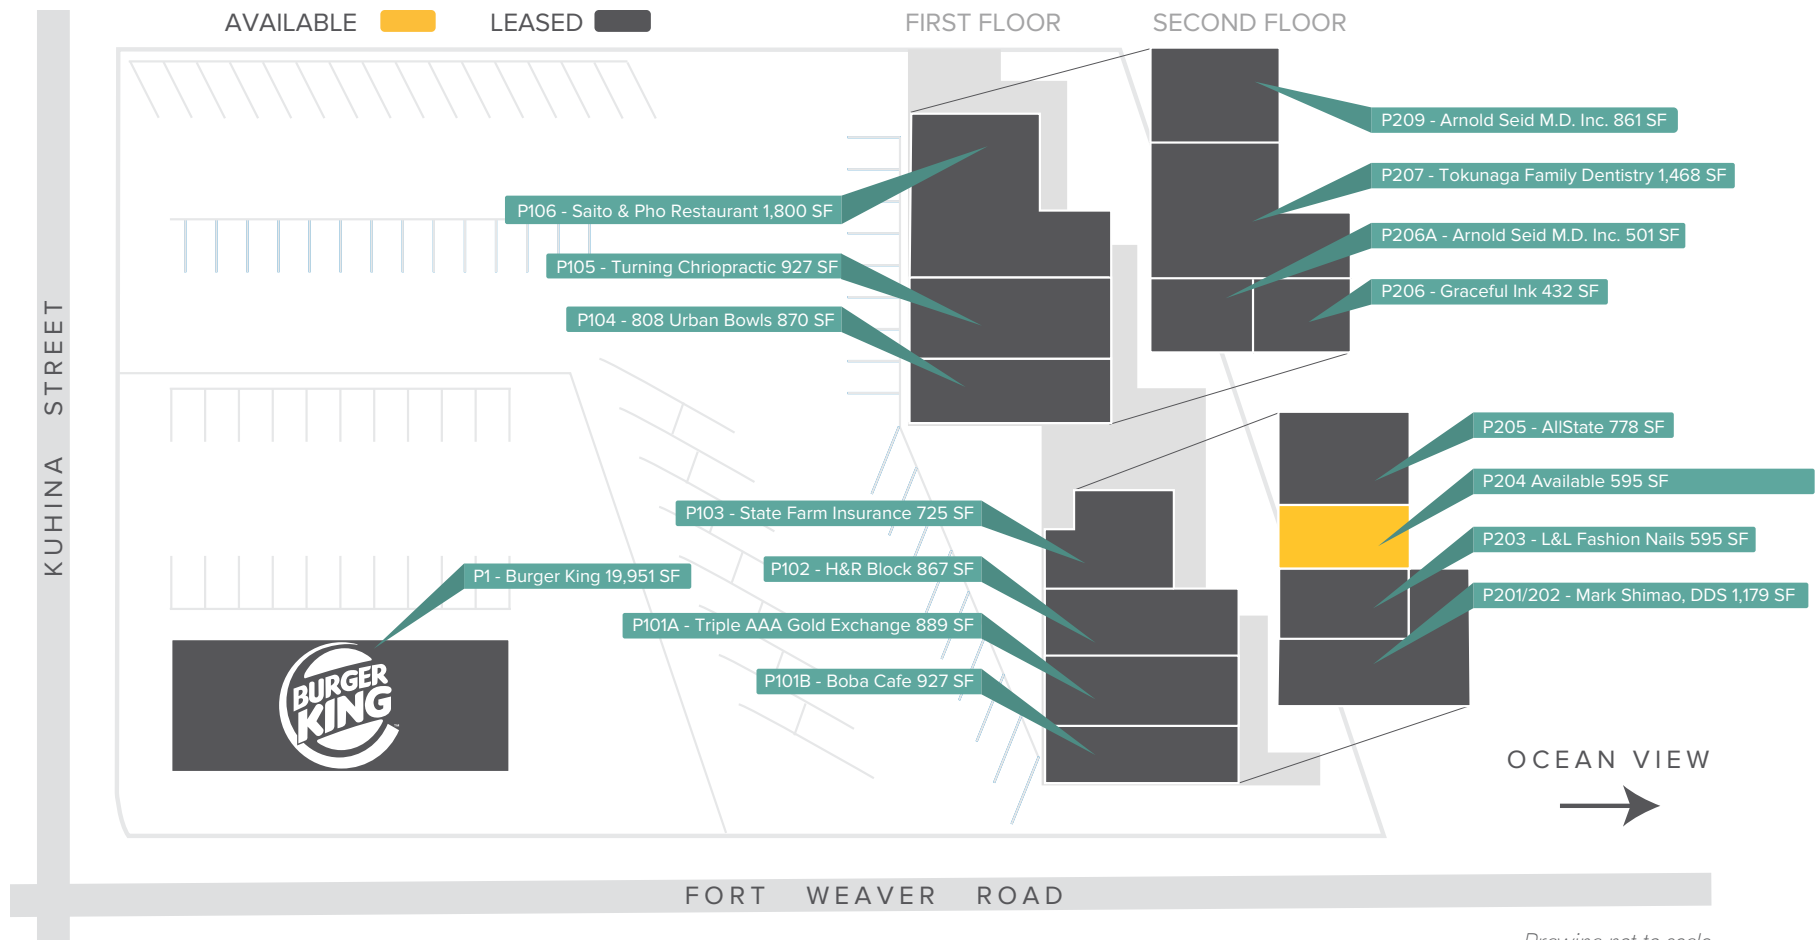 AVAILABLE
LEASED
FIRST FLOOR
SECOND FLOOR
P209 - Arnold Seid M.D. Inc. 861 SF
P207 - Tokunaga Family Dentistry 1,468 SF
P106 - Saito & Pho Restaurant 1,800 SF
P206A - Arnold Seid M.D. Inc. 501 SF
P105 - Turning Chriopractic 927 SF
P206 - Graceful Ink 432 SF
P104 - 808 Urban Bowls 870 SF
KUHINA STREET
P205 - AllState 778 SF
P204 Available 595 SF
P103 - State Farm Insurance 725 SF
P203 - L&L Fashion Nails 595 SF
P102 - H&R Block 867 SF
P1 - Burger King 19,951 SF
P201/202 - Mark Shimao, DDS 1,179 SF
P101A - Triple AAA Gold Exchange 889 SF
P101B - Boba Cafe 927 SF
BURGER
KING
™
OCEAN VIEW
FORT WEAVER ROAD
Drawing not to scale